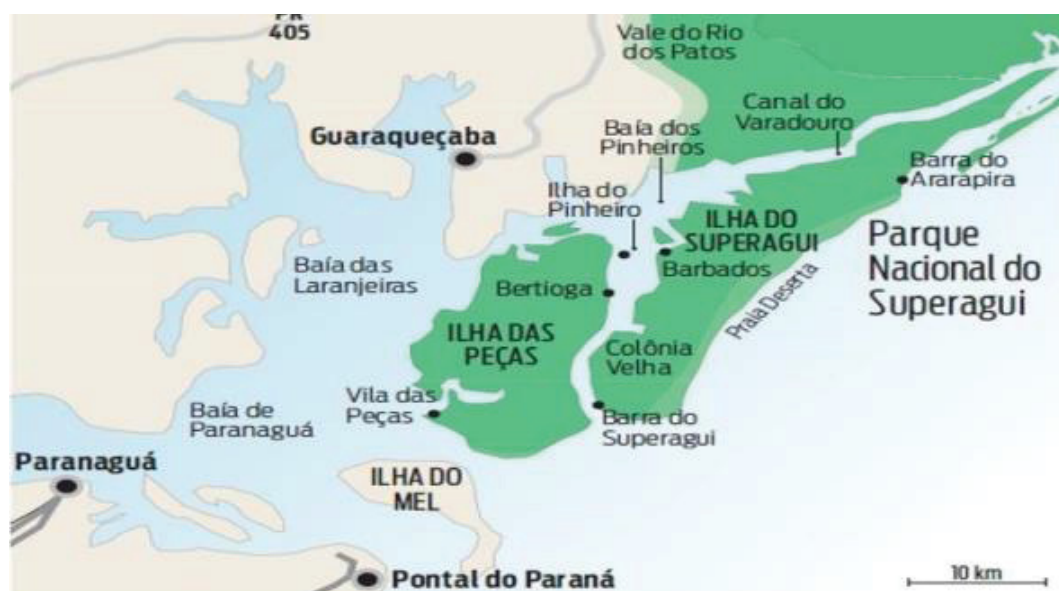 PR
405
Vale do Rio
dos Patos
Canal do
Varadouro
Guaraqueçaba
Baía dos
Pinheiros
Barra do
Ararapira
Ilha do
Pinheiro
ILHA DO
SUPERAGUI
Parque
Nacional do
Superagui
Baía das
Laranjeiras
Barbados
Bertioga
Praia Deserta
ILHA DAS
PEÇAS
Colônia
Velha
Vila das
Peças
Baía de
Paranaguá
Barra do
Superagui
Paranaguá
ILHA DO
MEL
Pontal do Paraná
10 km